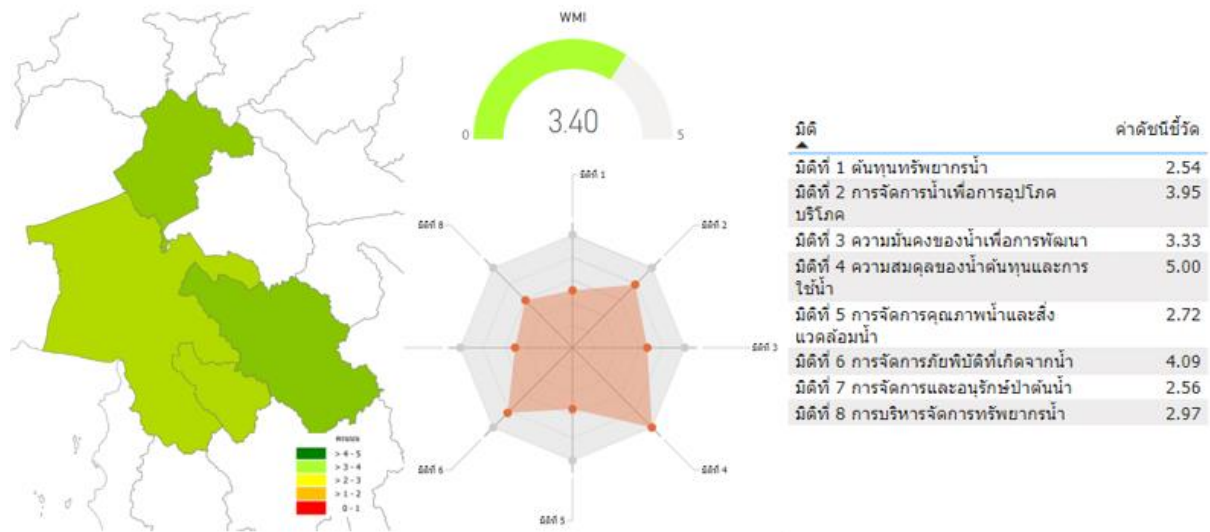 WMI
3.40
0
5
มิติที่ 1
มิติที่ 2
มิติที่ 3
มิติที่ 4
มิติที่ 5
มิติที่ 6
มิติที่ 8
คะแนน
> 4 - 5
> 3 - 4
> 2 - 3
> 1 - 2
0 - 1
มิติ ค่าดัชนีชี้วัด
มิติที่ 1 ต้นทุนทรัพยากรน้ำ 2.54
มิติที่ 2 การจัดการน้ำเพื่อการอุปโภค 3.95
บริโภค
มิติที่ 3 ความมั่นคงของน้ำเพื่อการพัฒนา 3.33
มิติที่ 4 ความสมดุลของน้ำต้นทุนและการ 5.00
ใช้น้ำ
มิติที่ 5 การจัดการคุณภาพน้ำและสิ่ง 2.72
แวดล้อมน้ำ
มิติที่ 6 การจัดการภัยพิบัติที่เกิดจากน้ำ 4.09
มิติที่ 7 การจัดการและอนุรักษ์ป่าต้นน้ำ 2.56
มิติที่ 8 การบริหารจัดการทรัพยากรน้ำ 2.97